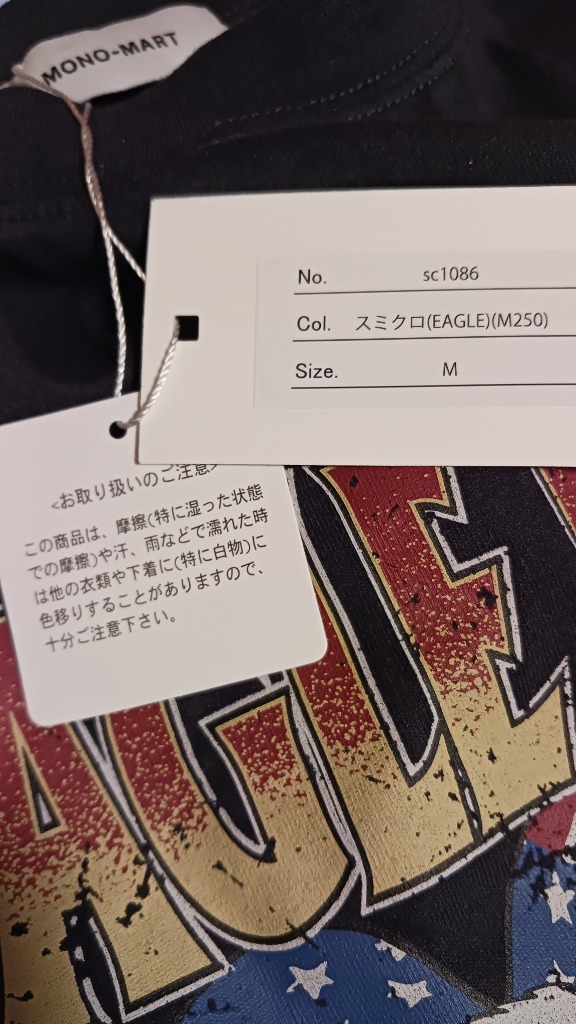 MONO-MART
No. sc1086
Col. スミクロ(EAGLE)(M250)
Size. M
<お取り扱いのご注意>
この商品は、摩擦(特に湿った状態
での摩擦)や汗、雨などで濡れた時
は他の衣類や下着に(特に白物)に
色移りすることがありますので、
十分ご注意下さい。
EAGLE